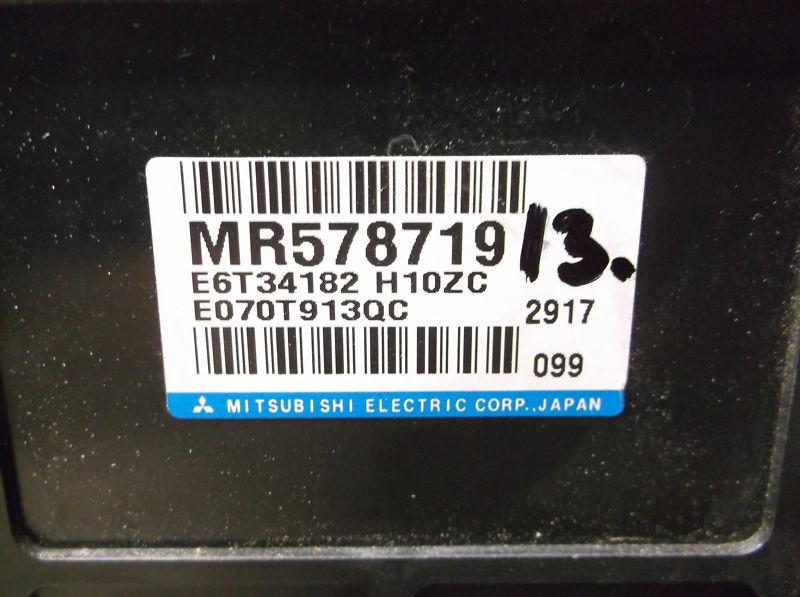 MR578719 13.
E6T34182 H10ZC
E070T913QC 2917
099
MITSUBISHI ELECTRIC CORP.,JAPAN